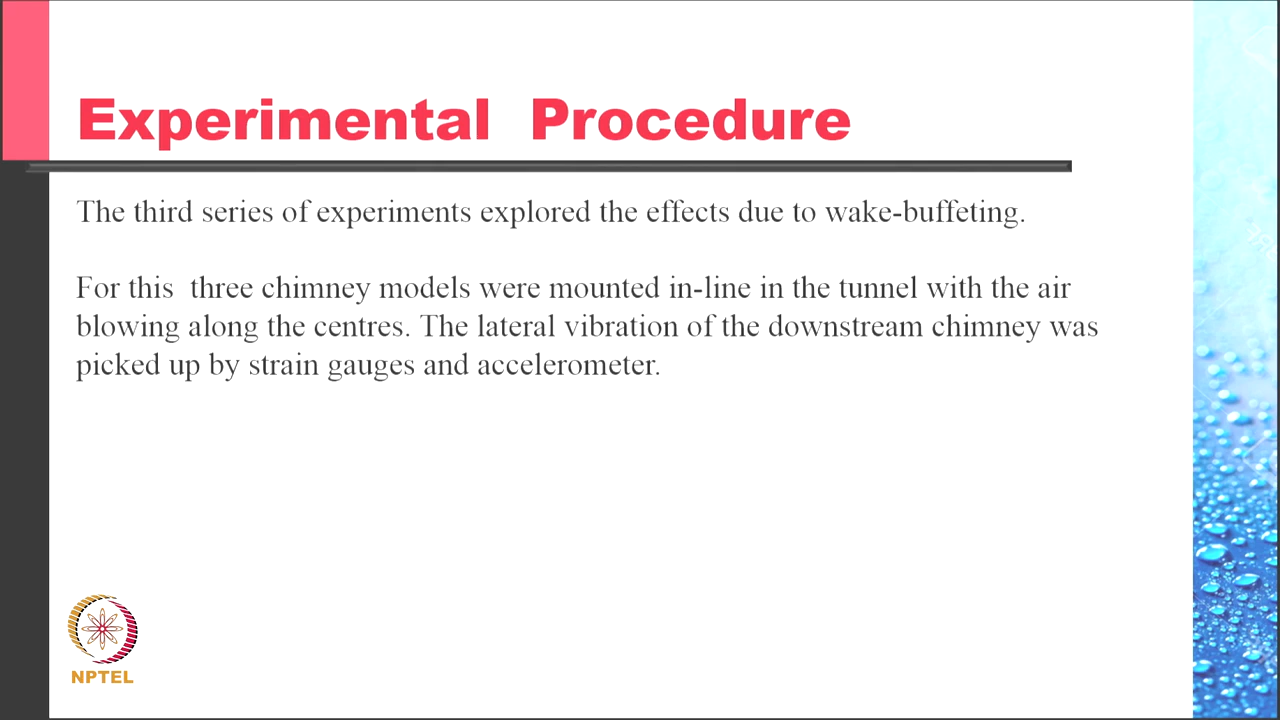 Experimental Procedure
The third series of experiments explored the effects due to wake-buffeting.
For this three chimney models were mounted in-line in the tunnel with the air
blowing along the centres. The lateral vibration of the downstream chimney was
picked up by strain gauges and accelerometer.
NPTEL